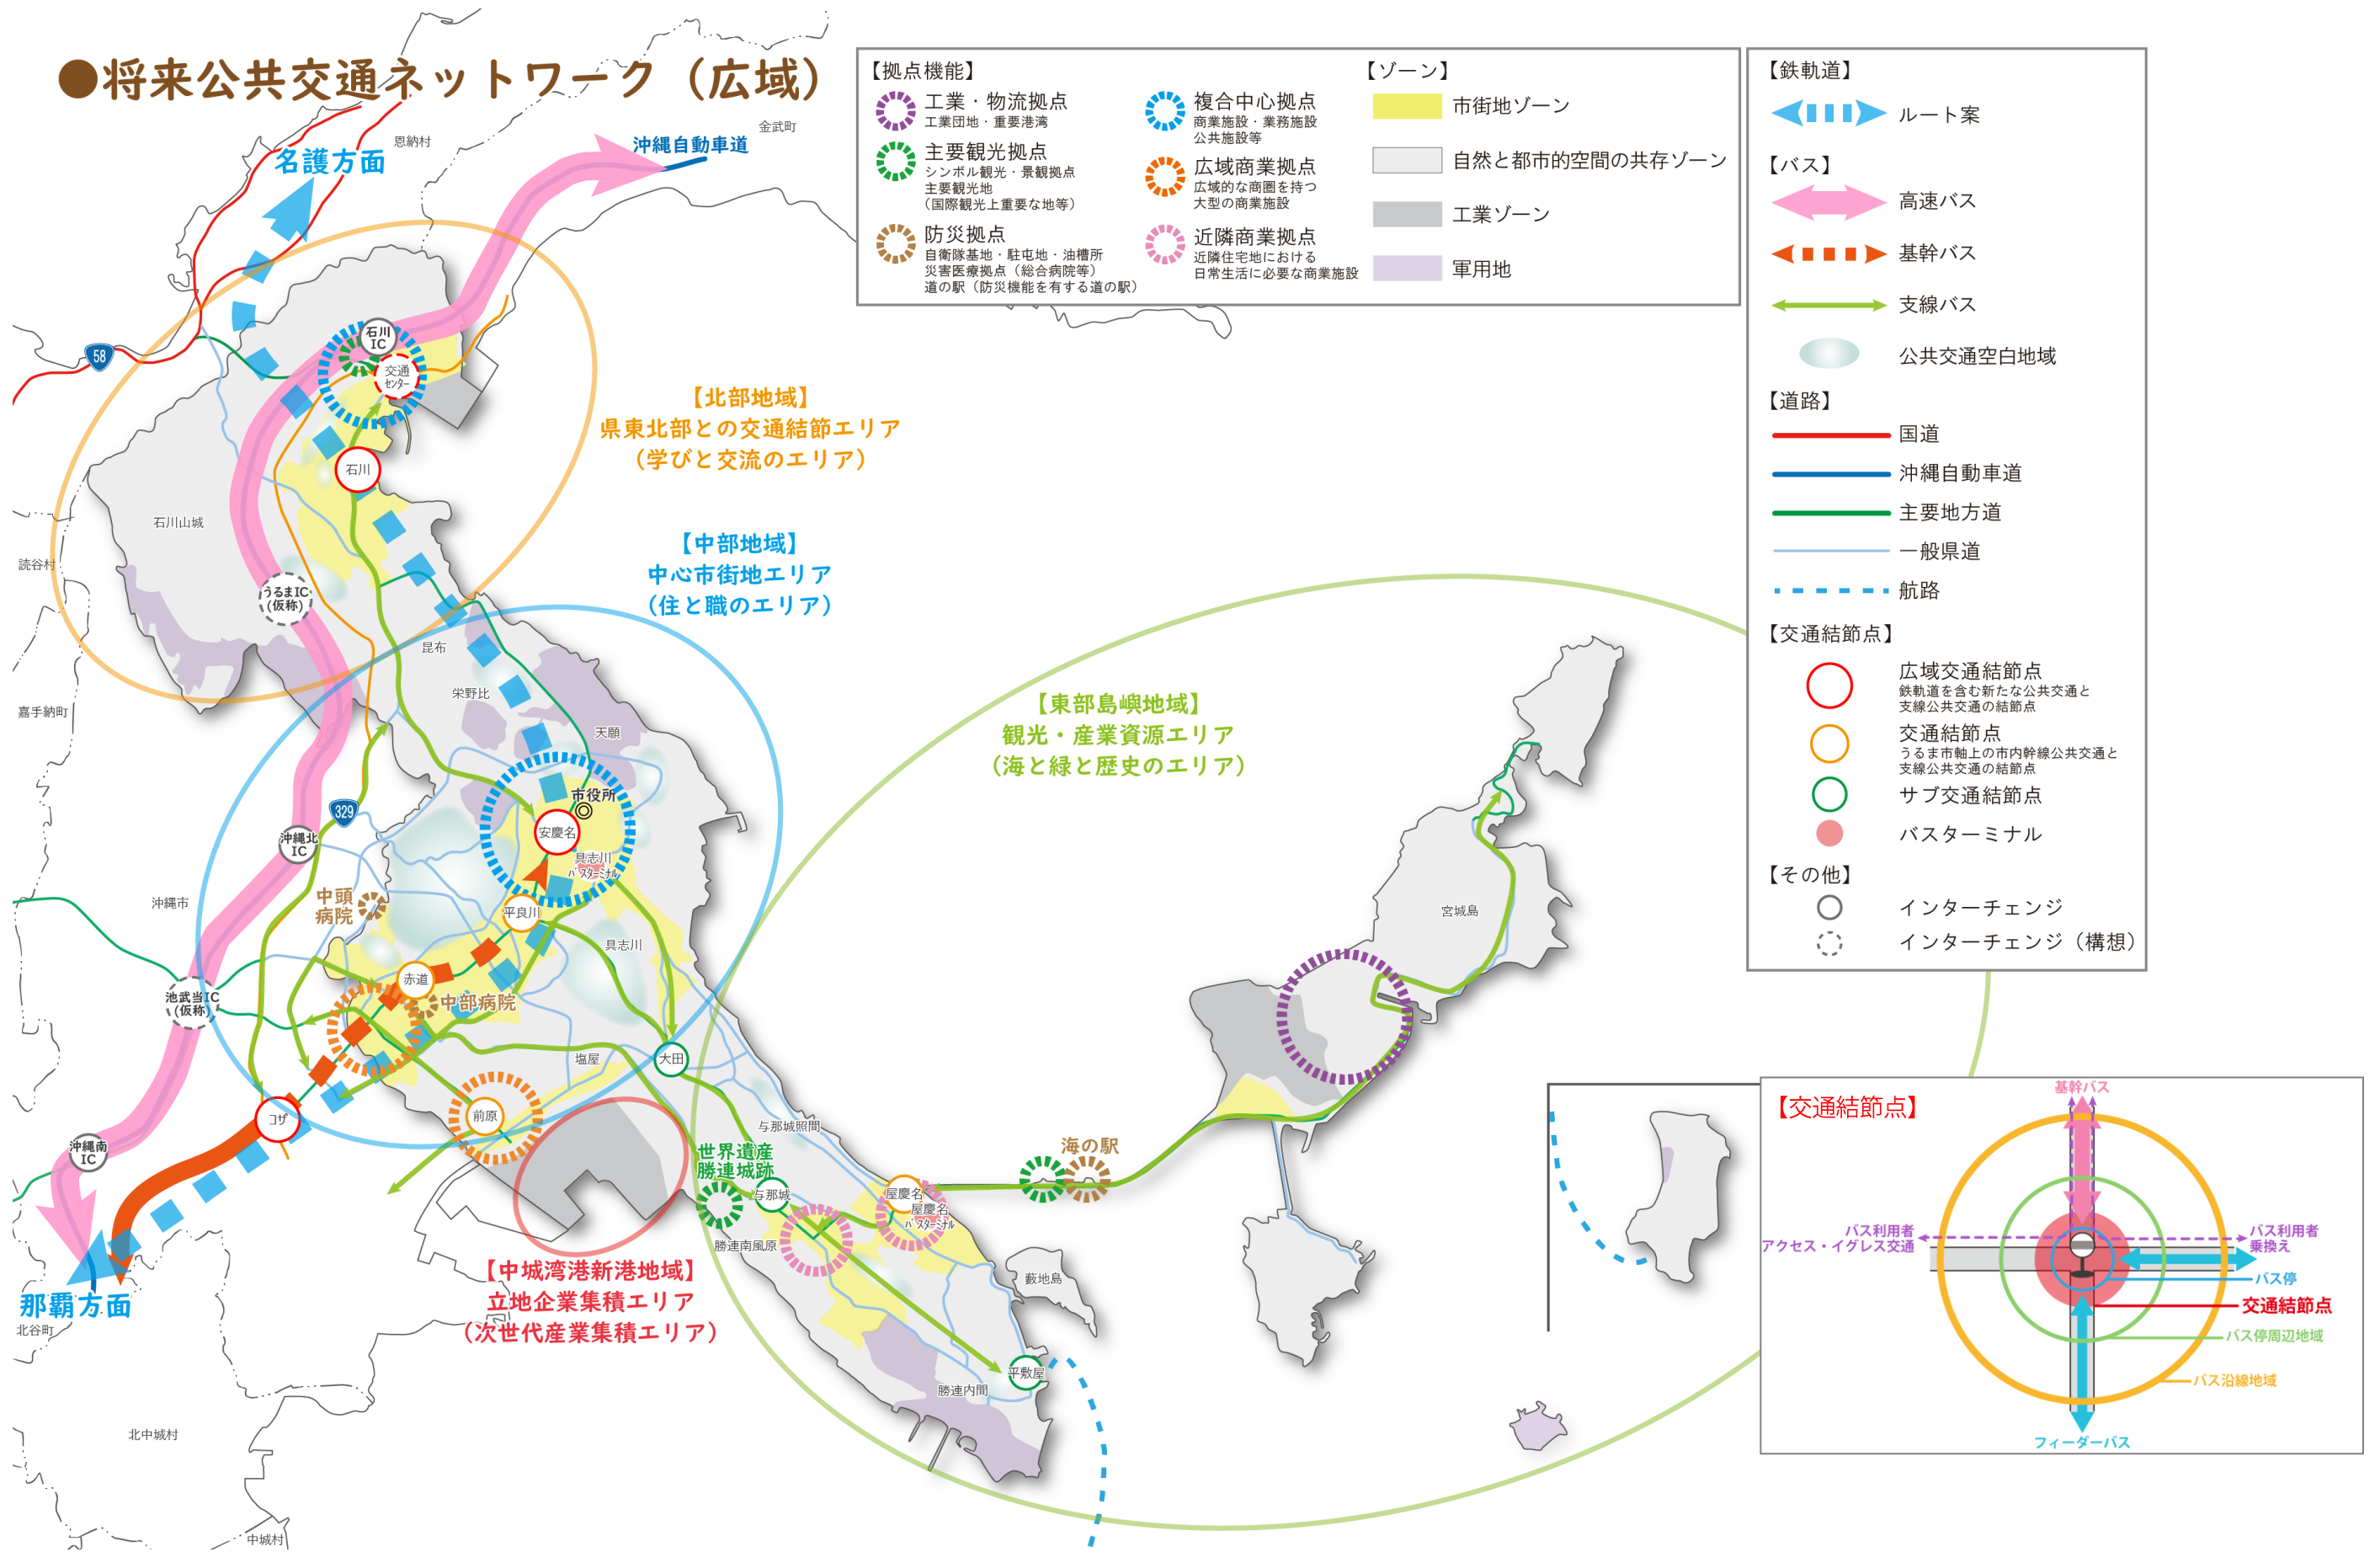 ●将来公共交通ネットワーク（広域）
【拠点機能】
工業・物流拠点
工業団地・重要港湾
主要観光拠点
シンボル観光・景観拠点
主要観光地
（国際観光上重要な地等）
防災拠点
自衛隊基地・駐屯地・油槽所
災害医療拠点（総合病院等）
道の駅（防災機能を有する道の駅）
複合中心拠点
商業施設・業務施設
公共施設等
広域商業拠点
広域的な商圏を持つ
大型の商業施設
近隣商業拠点
近隣住宅地における
日常生活に必要な商業施設
【ゾーン】
市街地ゾーン
自然と都市的空間の共存ゾーン
工業ゾーン
軍用地
【鉄軌道】
ルート案
【バス】
高速バス
基幹バス
支線バス
公共交通空白地域
【道路】
国道
沖縄自動車道
主要地方道
一般県道
航路
【交通結節点】
広域交通結節点
鉄軌道を含む新たな公共交通と
支線公共交通の結節点
交通結節点
うるま市軸上の市内幹線公共交通と
支線公共交通の結節点
サブ交通結節点
バスターミナル
【その他】
インターチェンジ
インターチェンジ（構想）
沖縄自動車道
金武町
恩納村
名護方面
58
石川
IC
交通
センター
【北部地域】
県東北部との交通結節エリア
（学びと交流のエリア）
石川
石川山城
読谷村
うるまIC
（仮称）
【中部地域】
中心市街地エリア
（住と職のエリア）
昆布
栄野比
嘉手納町
天願
【東部島嶼地域】
観光・産業資源エリア
（海と緑と歴史のエリア）
市役所
329
安慶名
沖縄北
IC
具志川
バスターミナル
中頭
病院
沖縄市
平良川
宮城島
具志川
赤道
池武当IC
（仮称）
中部病院
塩屋
大田
コザ
前原
与那城照間
沖縄南
IC
世界遺産
勝連城跡
海の駅
与那城
屋慶名
屋慶名
バスターミナル
勝連南風原
【中城湾港新港地域】
立地企業集積エリア
（次世代産業集積エリア）
藪地島
那覇方面
北谷町
平敷屋
勝連内間
北中城村
中城村
【交通結節点】
基幹バス
バス利用者
アクセス・イグレス交通
バス利用者
乗換え
バス停
交通結節点
バス停周辺地域
バス沿線地域
フィーダーバス